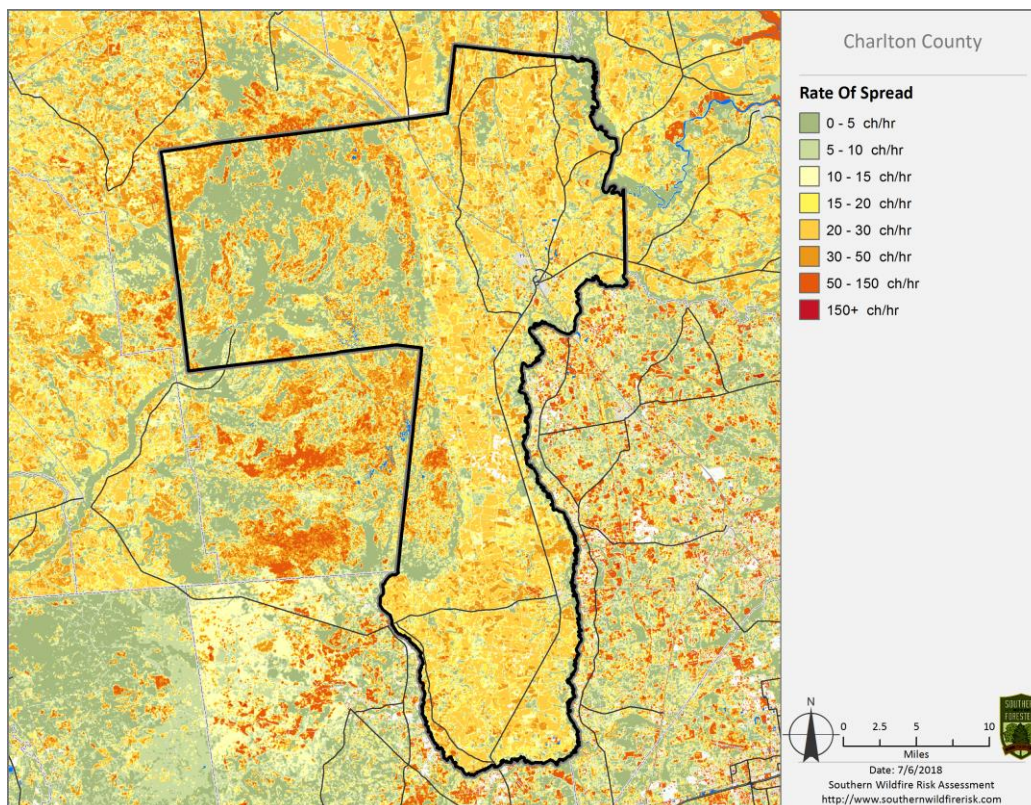 Charlton County
Rate Of Spread
0 - 5 ch/hr
5 - 10 ch/hr
10 - 15 ch/hr
15 - 20 ch/hr
20 - 30 ch/hr
30 - 50 ch/hr
50 - 150 ch/hr
150+ ch/hr
N
0 2.5 5 10
Miles
Date: 7/6/2018
Southern Wildfire Risk Assessment
http://www.southernwildfirerisk.com
SOUTHERN